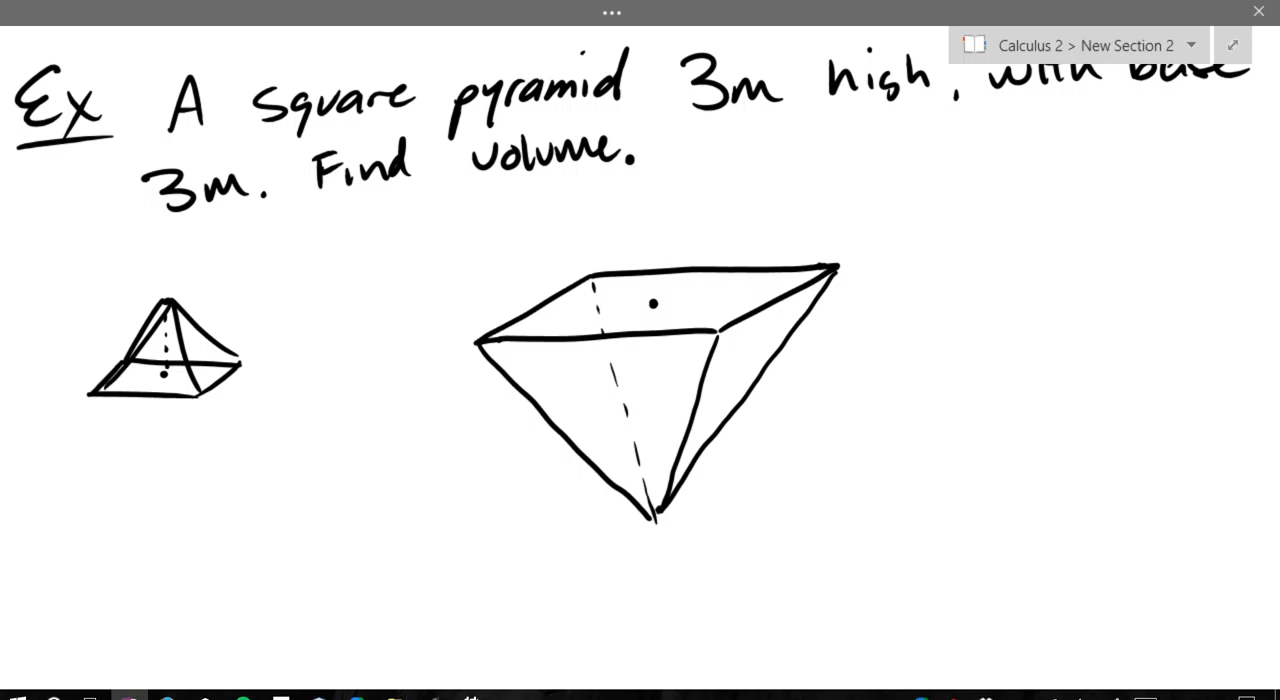 Calculus 2 > New Section 2
Ex A square pyramid 3m high, with base
3m. Find volume.